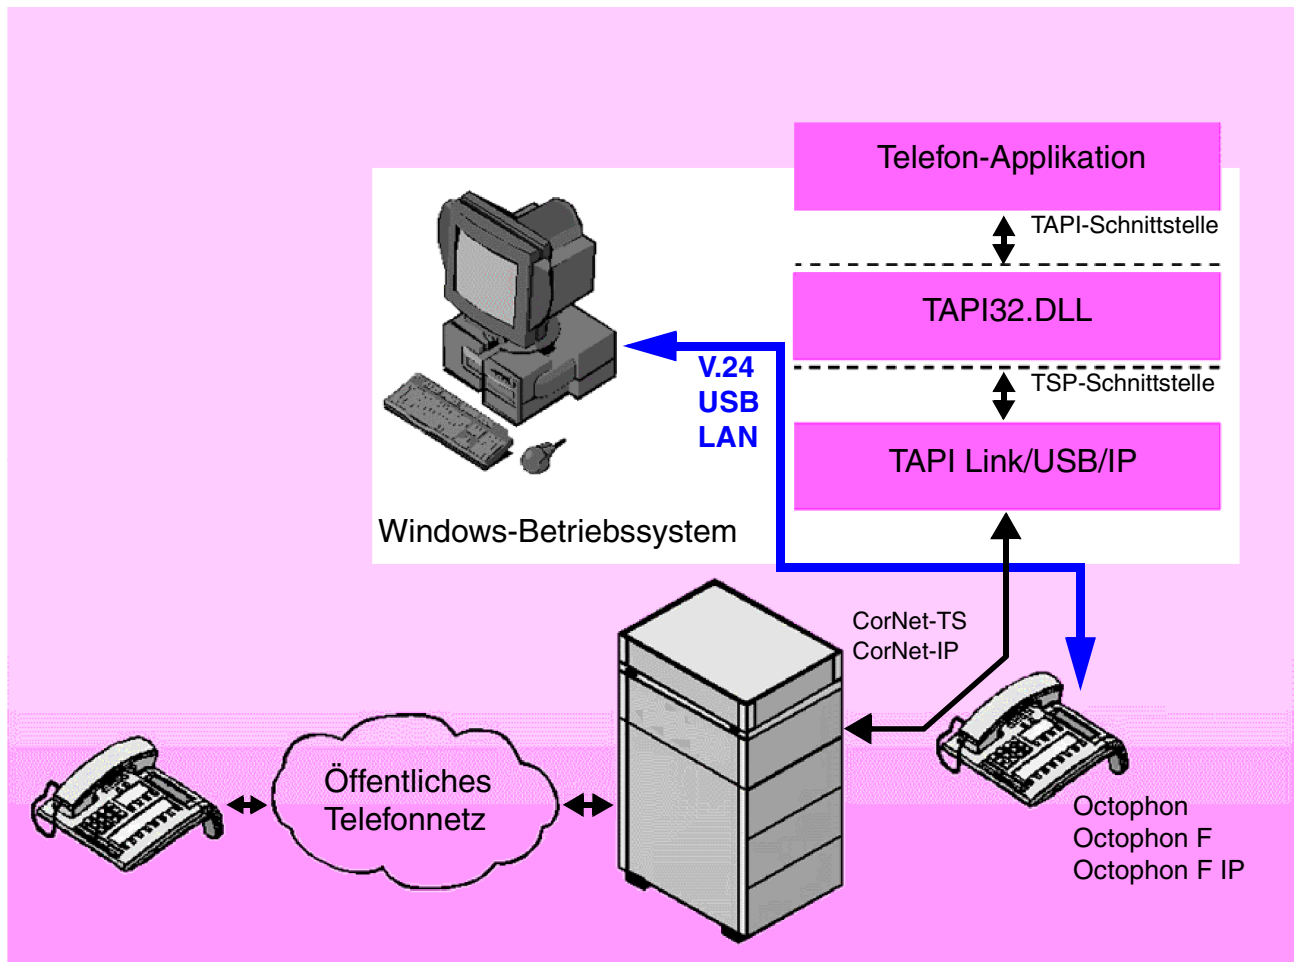 Telefon-Applikation
TAPI-Schnittstelle
TAPI32.DLL
TSP-Schnittstelle
TAPI Link/USB/IP
V.24
USB
LAN
Windows-Betriebssystem
CorNet-TS
CorNet-IP
Öffentliches
Telefonnetz
Octophon
Octophon F
Octophon F IP